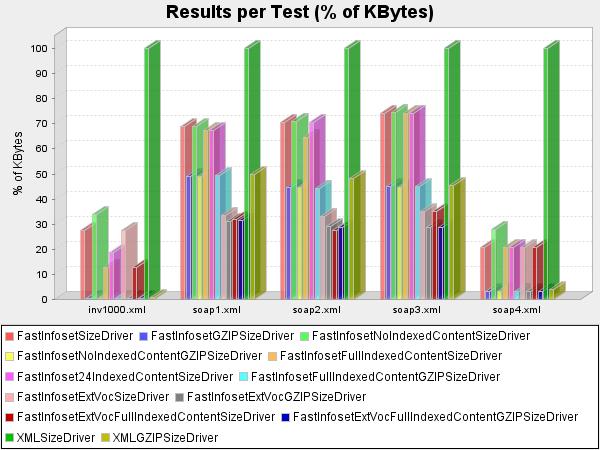 Results per Test (% of KBytes)
% of KBytes
100
90
80
70
60
50
40
30
20
10
0
inv1000.xml soap1.xml soap2.xml soap3.xml soap4.xml
FastInfosetSizeDriver FastInfosetGZIPSizeDriver FastInfosetNoIndexedContentSizeDriver
FastInfosetNoIndexedContentGZIPSizeDriver FastInfosetFullIndexedContentSizeDriver
FastInfoset24IndexedContentSizeDriver FastInfosetFullIndexedContentGZIPSizeDriver
FastInfosetExtVocSizeDriver FastInfosetExtVocGZIPSizeDriver
FastInfosetExtVocFullIndexedContentSizeDriver FastInfosetExtVocFullIndexedContentGZIPSizeDriver
XMLSizeDriver XMLGZIPSizeDriver